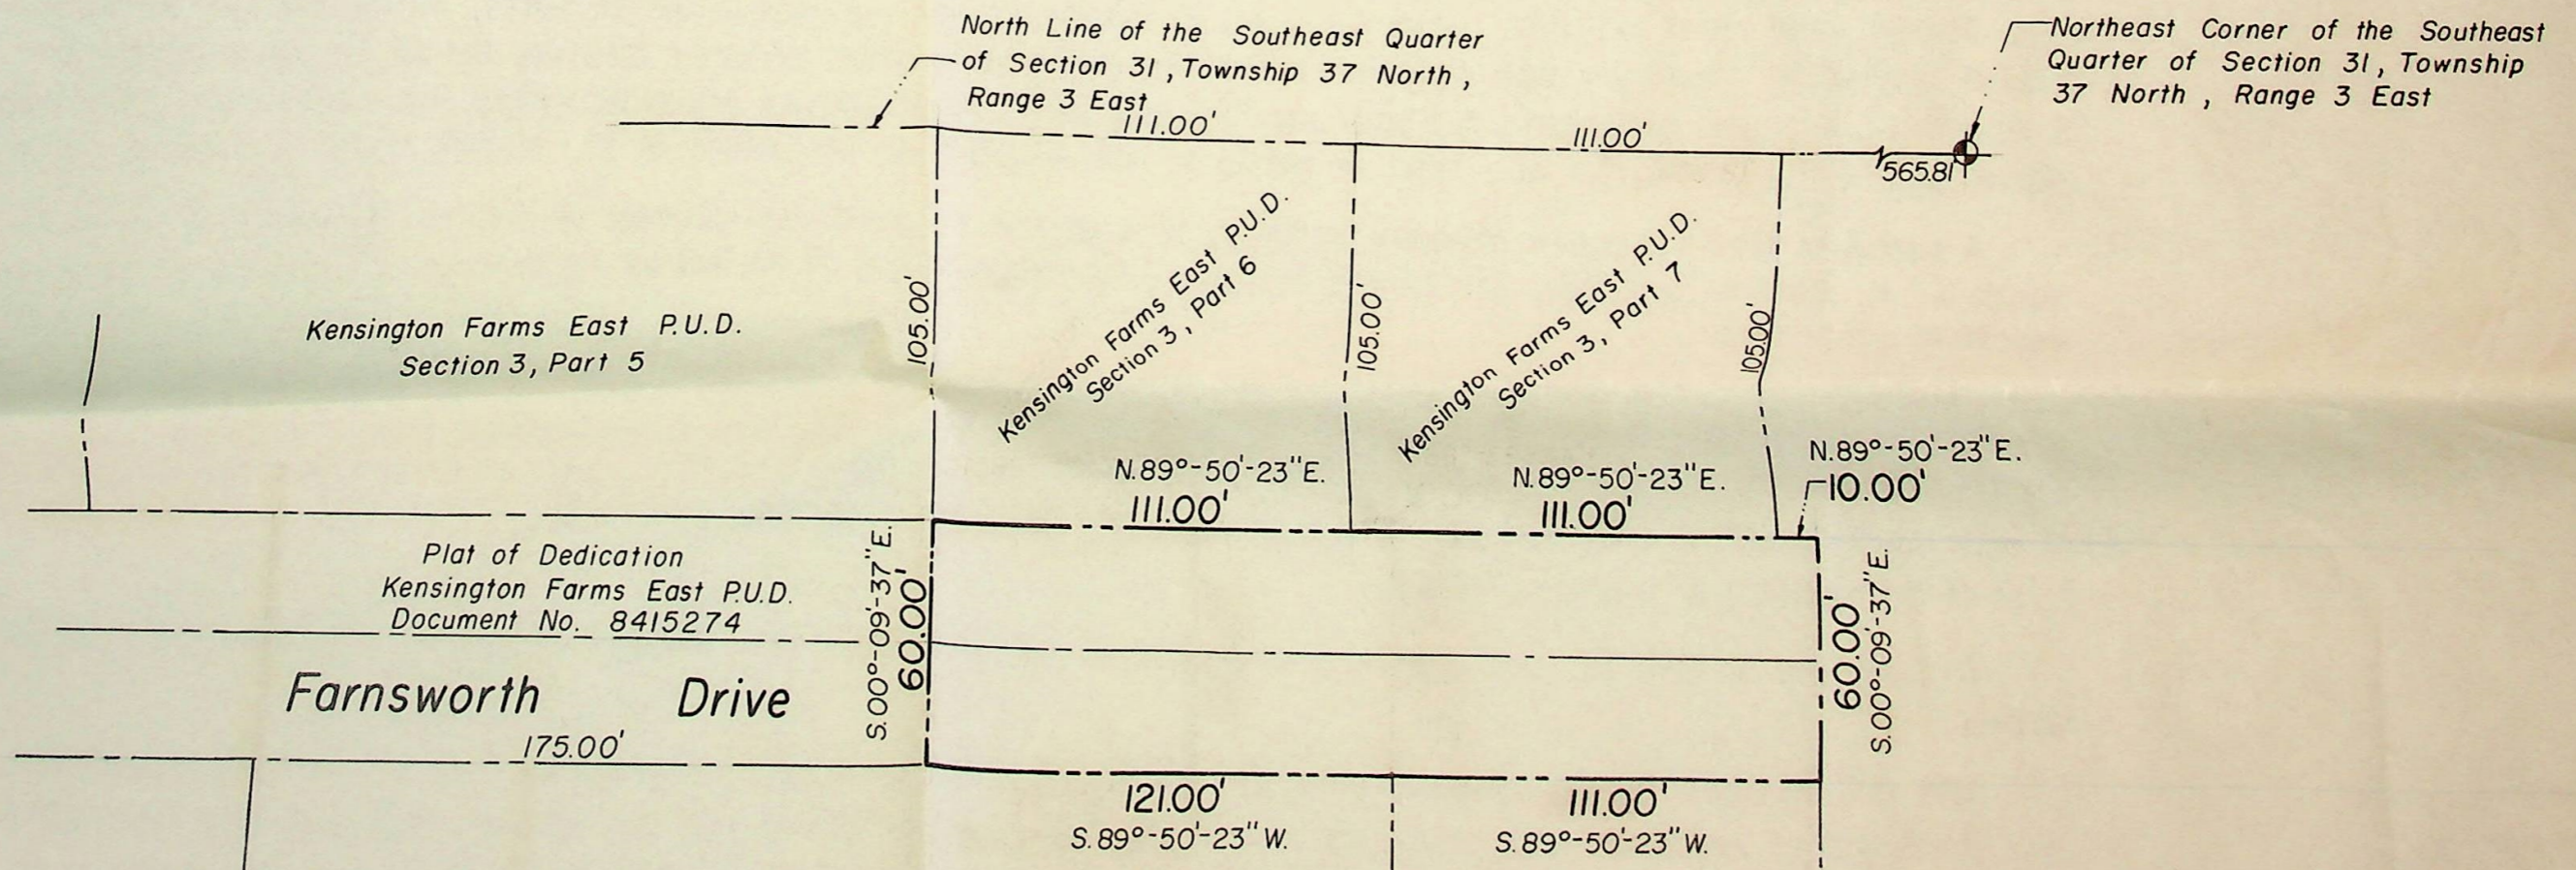 North Line of the Southeast Quarter
of Section 31, Township 37 North,
Range 3 East
Northeast Corner of the Southeast
Quarter of Section 31, Township
37 North, Range 3 East
111.00'
111.00'
565.81'
105.00'
Kensington Farms East P.U.D.
Section 3, Part 6
105.00'
Kensington Farms East P.U.D.
Section 3, Part 7
105.00'
Kensington Farms East P.U.D.
Section 3, Part 5
N.89°-50'-23"E.
111.00'
N.89°-50'-23"E.
111.00'
N.89°-50'-23"E.
10.00'
Plat of Dedication
Kensington Farms East P.U.D.
Document No. 8415274
S.00°-09'-37"E.
60.00'
60.00'
S.00°-09'-37"E.
Farnsworth Drive
175.00'
121.00'
S.89°-50'-23"W.
111.00'
S.89°-50'-23"W.